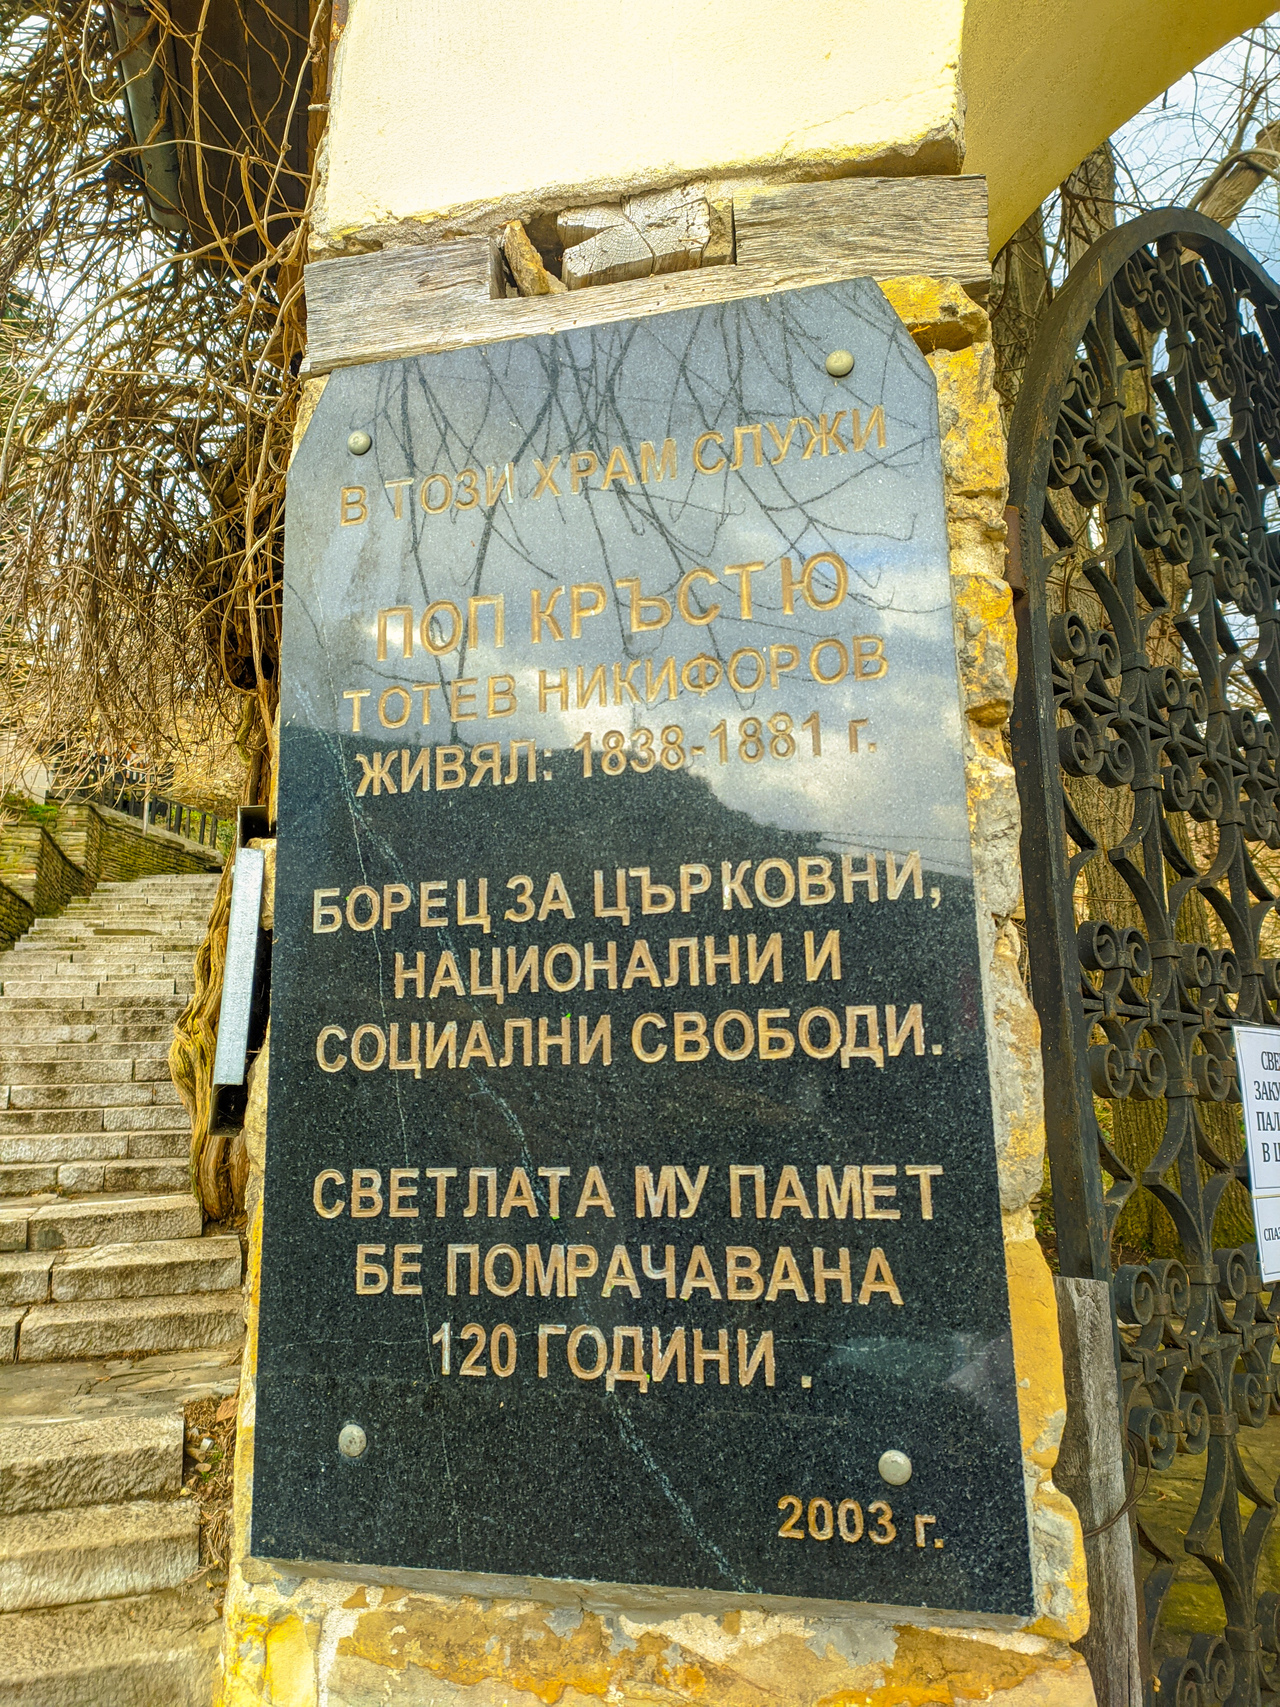 В ТОЗИ ХРАМ СЛУЖИ
ПОП КРЪСТЮ
ТОТЕВ НИКИФОРОВ
ЖИВЯЛ: 1838-1881 г.
БОРЕЦ ЗА ЦЪРКОВНИ,
НАЦИОНАЛНИ И
СОЦИАЛНИ СВОБОДИ.
СВЕТЛАТА МУ ПАМЕТ
БЕ ПОМРАЧАВАНА
120 ГОДИНИ .
2003 г.